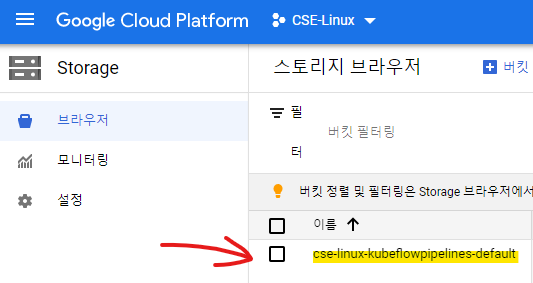 Google Cloud Platform
CSE-Linux
Storage
스토리지 브라우저
버킷
브라우저
모니터링
설정
필
터
버킷 필터링
버킷 정렬 및 필터링은 Storage 브라우저에서
이름
cse-linux-kubeflowpipelines-default